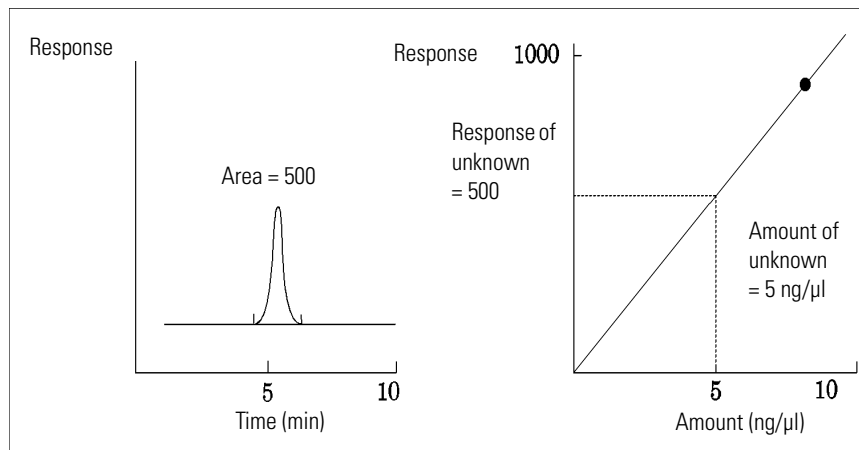 Response
Area = 500
5
10
Time (min)
Response
1000
Response of
unknown
= 500
Amount of
unknown
= 5 ng/µl
5
10
Amount (ng/µl)